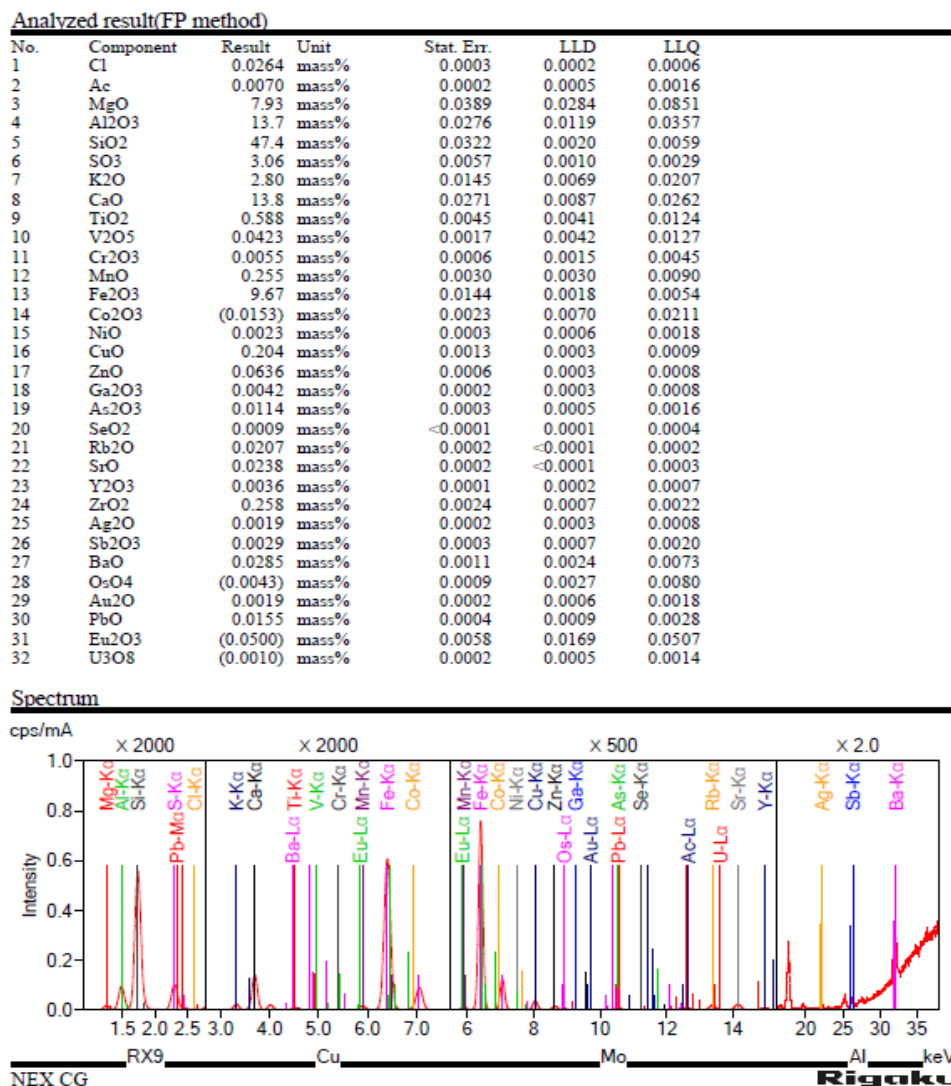 Analyzed result(FP method)
No. Component Result Unit Stat. Err. LLD LLQ
1 Cl 0.0264 mass% 0.0003 0.0002 0.0006
2 Ac 0.0070 mass% 0.0002 0.0005 0.0016
3 MgO 7.93 mass% 0.0389 0.0284 0.0851
4 Al2O3 13.7 mass% 0.0276 0.0119 0.0357
5 SiO2 47.4 mass% 0.0322 0.0020 0.0059
6 SO3 3.06 mass% 0.0057 0.0010 0.0029
7 K2O 2.80 mass% 0.0145 0.0069 0.0207
8 CaO 13.8 mass% 0.0271 0.0087 0.0262
9 TiO2 0.588 mass% 0.0045 0.0041 0.0124
10 V2O5 0.0423 mass% 0.0017 0.0042 0.0127
11 Cr2O3 0.0055 mass% 0.0006 0.0015 0.0045
12 MnO 0.255 mass% 0.0030 0.0030 0.0090
13 Fe2O3 9.67 mass% 0.0144 0.0018 0.0054
14 Co2O3 (0.0153) mass% 0.0023 0.0070 0.0211
15 NiO 0.0023 mass% 0.0003 0.0006 0.0018
16 CuO 0.204 mass% 0.0013 0.0003 0.0009
17 ZnO 0.0636 mass% 0.0006 0.0003 0.0008
18 Ga2O3 0.0042 mass% 0.0002 0.0003 0.0008
19 As2O3 0.0114 mass% 0.0003 0.0005 0.0016
20 SeO2 0.0009 mass% <0.0001 0.0001 0.0004
21 Rb2O 0.0207 mass% 0.0002 <0.0001 0.0002
22 SrO 0.0238 mass% 0.0002 <0.0001 0.0003
23 Y2O3 0.0036 mass% 0.0001 0.0002 0.0007
24 ZrO2 0.258 mass% 0.0024 0.0007 0.0022
25 Ag2O 0.0019 mass% 0.0002 0.0003 0.0008
26 Sb2O3 0.0029 mass% 0.0003 0.0007 0.0020
27 BaO 0.0285 mass% 0.0011 0.0024 0.0073
28 OsO4 (0.0043) mass% 0.0009 0.0027 0.0080
29 Au2O 0.0019 mass% 0.0002 0.0006 0.0018
30 PbO 0.0155 mass% 0.0004 0.0009 0.0028
31 Eu2O3 (0.0500) mass% 0.0058 0.0169 0.0507
32 U3O8 (0.0010) mass% 0.0002 0.0005 0.0014
Spectrum
cps/mA
× 2000 × 2000 × 500 × 2.0
1.0
0.8
0.6
0.4
0.2
0.0
Intensity
Mg-Kα Al-Kα Si-Kα Pb-Mα S-Kα Cl-Kα K-Kα Ca-Kα Ba-Lα Ti-Kα V-Kα Cr-Kα Eu-Lα Mn-Kα Fe-Kα Co-Kα Eu-Lα Mn-Kα Fe-Kα Co-Kα Ni-Kα Cu-Kα Zn-Kα Os-Lα Ga-Kα Au-Lα As-Kα Pb-Lα Se-Kα Ac-Lα Rb-Kα U-Lα Sr-Kα Y-Kα Ag-Kα Sb-Kα Ba-Kα
1.5 2.0 2.5 3.0 4.0 5.0 6.0 7.0 6 8 10 12 14 20 25 30 35
RX9 Cu Mo Al keV
NEX CG Rigaku